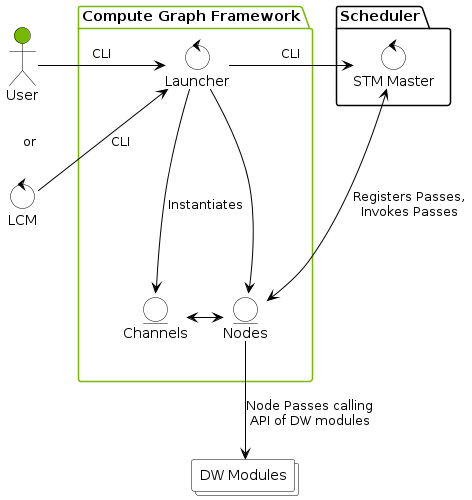 Compute Graph Framework
Scheduler
CLI
CLI
User
Launcher
STM Master
or
CLI
LCM
Instantiates
Registers Passes,
Invokes Passes
Channels
Nodes
Node Passes calling
API of DW modules
DW Modules